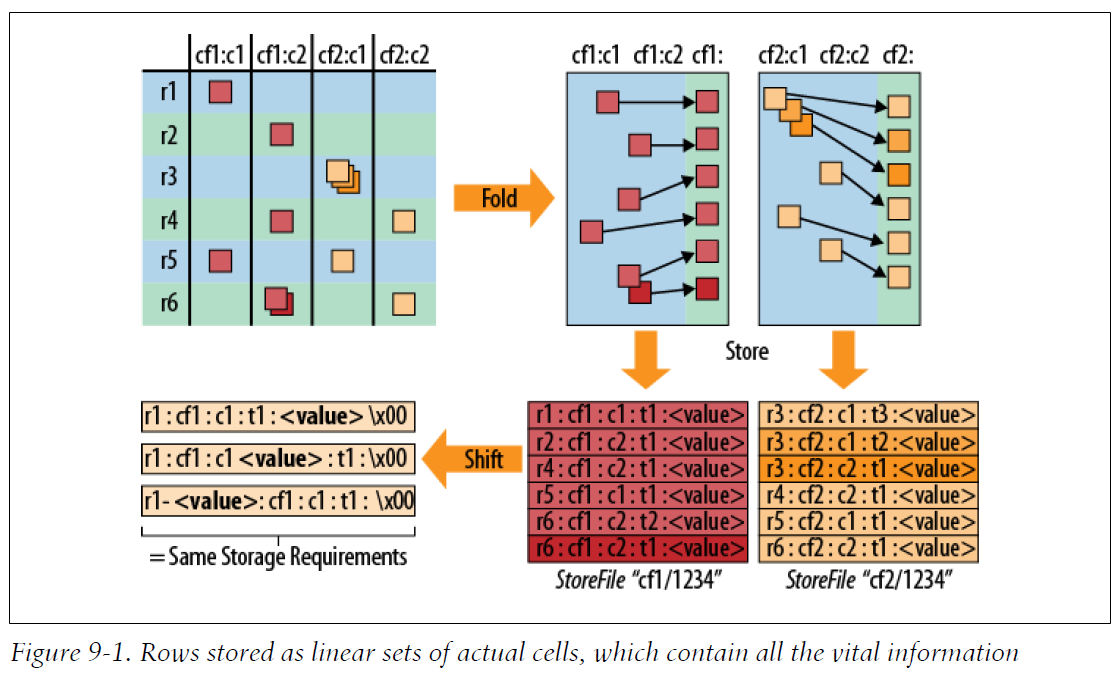 cf1:c1 cf1:c2 cf2:c1 cf2:c2
r1
r2
r3
r4
r5
r6
Fold
cf1:c1 cf1:c2 cf1:
cf2:c1 cf2:c2 cf2:
Store
r1 : cf1 : c1 : t1 : <value>
r2 : cf1 : c2 : t1 : <value>
r4 : cf1 : c2 : t1 : <value>
r5 : cf1 : c1 : t1 : <value>
r6 : cf1 : c2 : t2 : <value>
r6 : cf1 : c2 : t1 : <value>
StoreFile “cf1/1234”
r3 : cf2 : c1 : t3 : <value>
r3 : cf2 : c1 : t2 : <value>
r3 : cf2 : c2 : t1 : <value>
r4 : cf2 : c2 : t1 : <value>
r5 : cf2 : c1 : t1 : <value>
r6 : cf2 : c2 : t1 : <value>
StoreFile “cf2/1234”
Shift
r1 : cf1 : c1 : t1 : <value> \x00
r1 : cf1 : c1 <value> : t1 : \x00
r1- <value>: cf1 : c1 : t1 : \x00
= Same Storage Requirements
Figure 9-1. Rows stored as linear sets of actual cells, which contain all the vital information